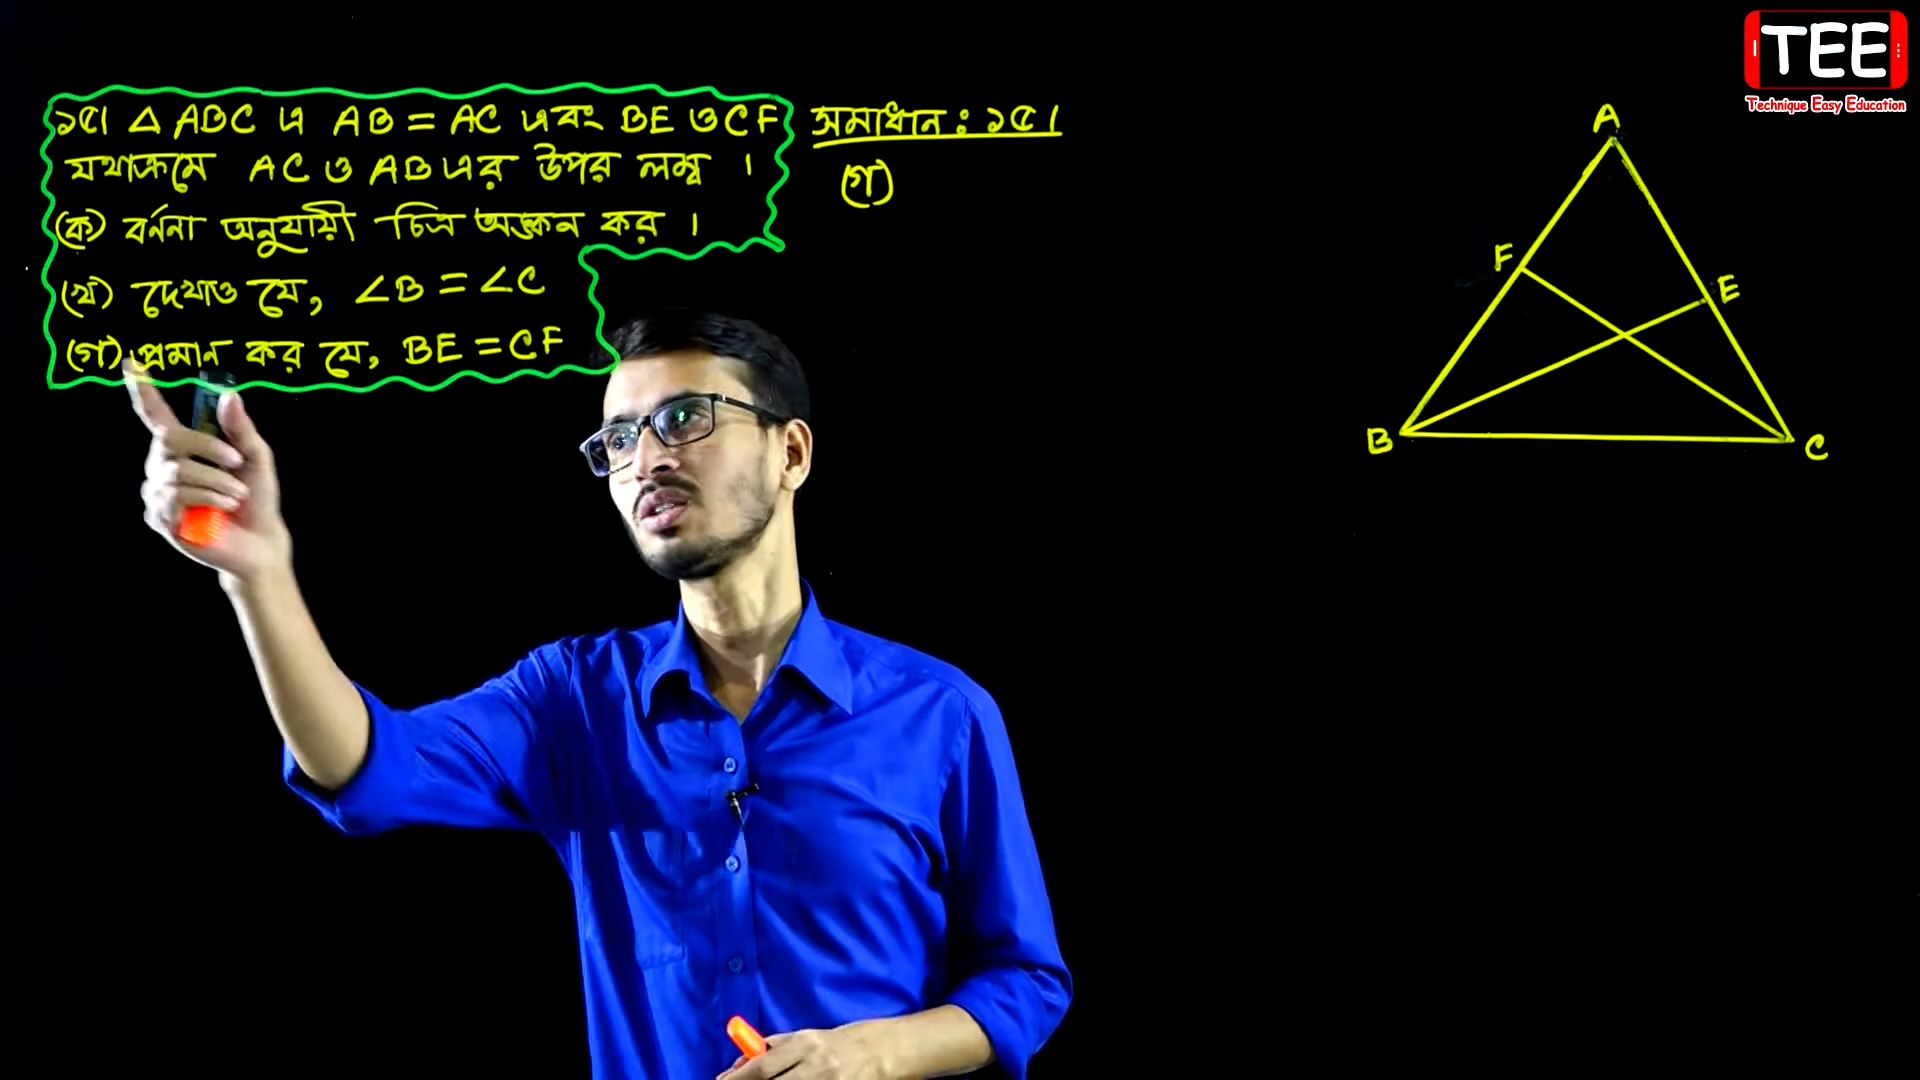 ১৫। △ ABC এ AB = AC এবং BE ও CF
যথাক্রমে AC ও AB এর উপর লম্ব ।
(ক) বর্ননা অনুযায়ী চিত্র অঙ্কন কর ।
(খ) দেখাও যে, ∠B = ∠C
(গ) প্রমান কর যে, BE = CF
সমাধান : ১৫।
(গ)
A
F
E
B
C
TEE
Technique Easy Education